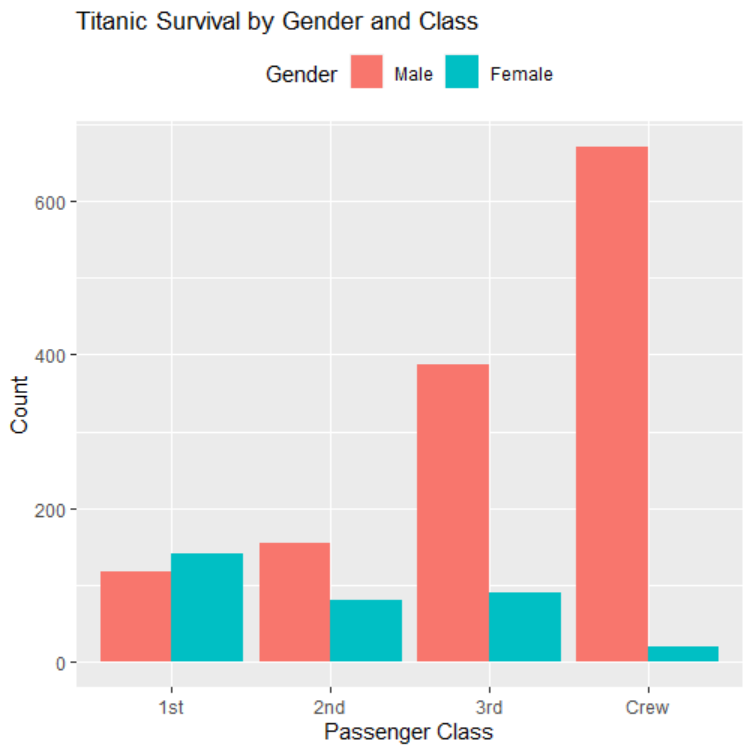 Titanic Survival by Gender and Class
Gender Male Female
Count
600
400
200
0
1st 2nd 3rd Crew
Passenger Class